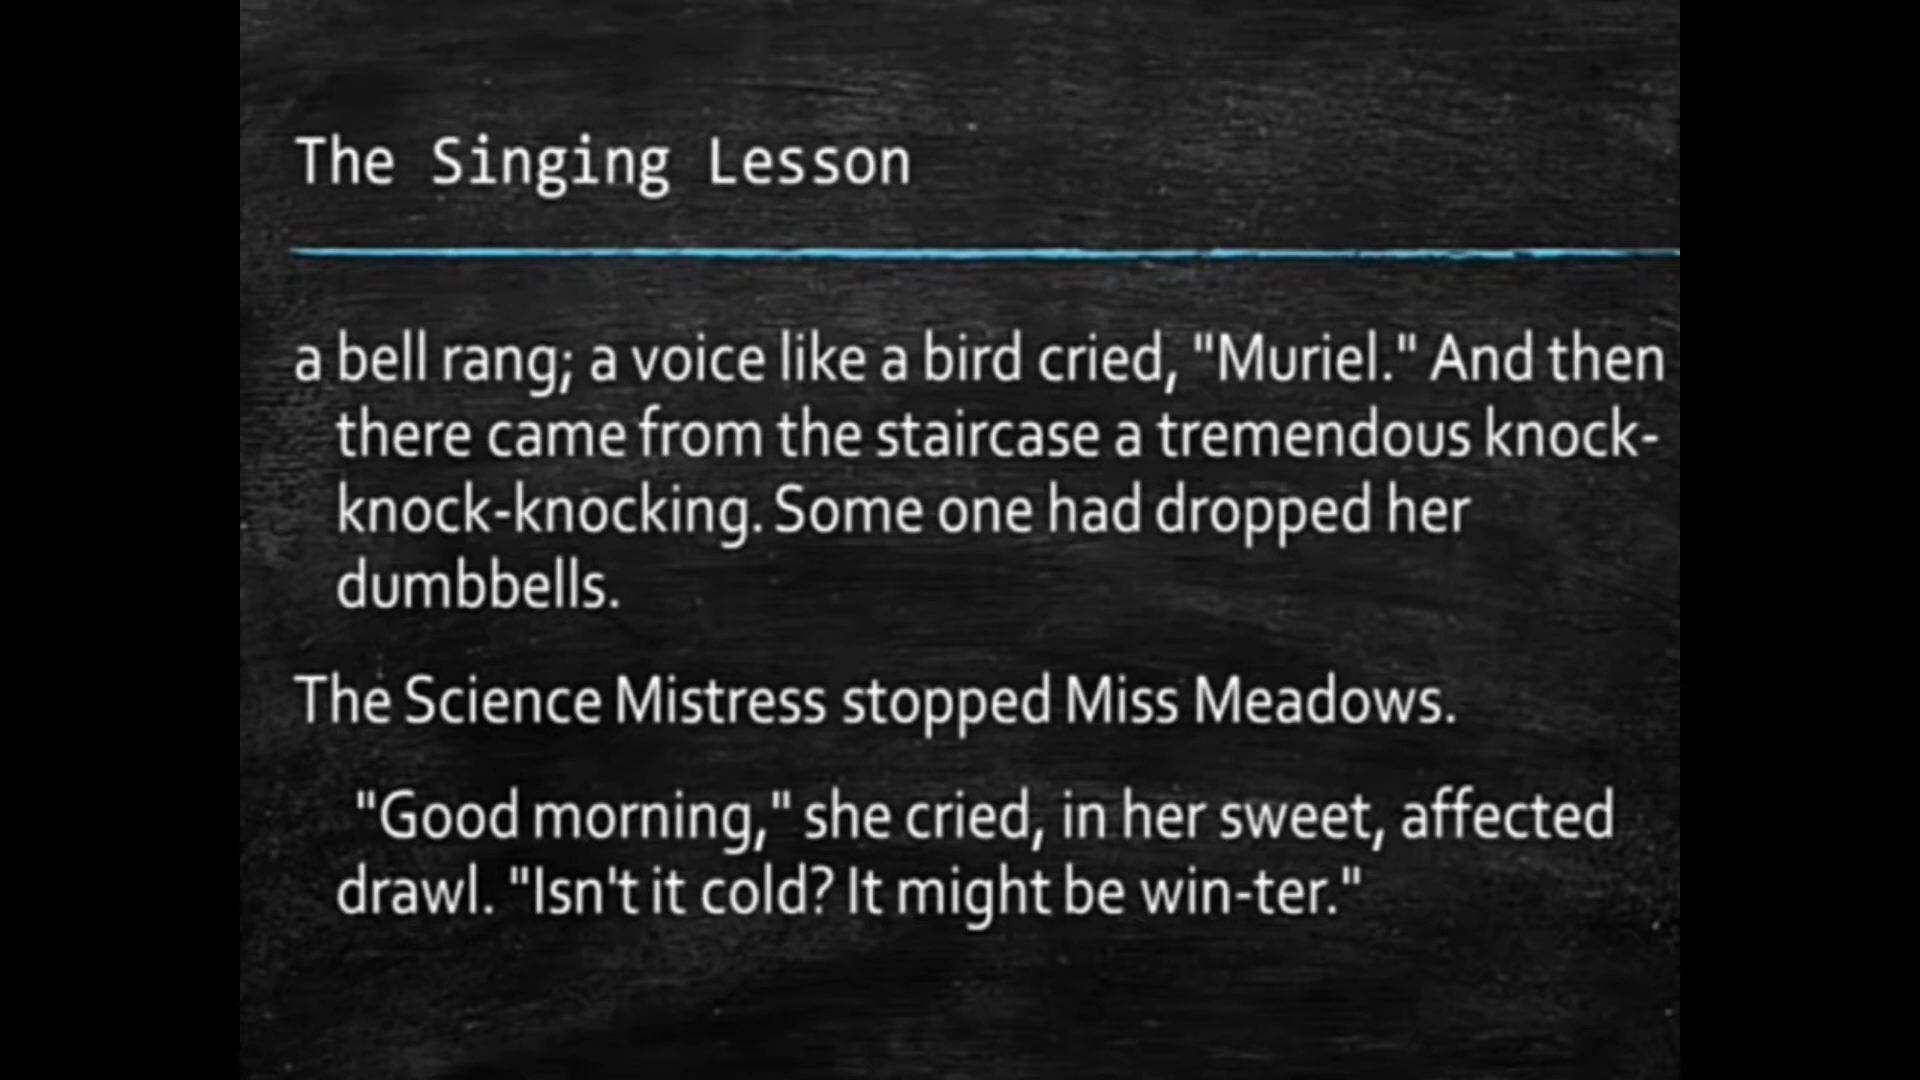 The Singing Lesson
a bell rang; a voice like a bird cried, "Muriel." And then
there came from the staircase a tremendous knock-
knock-knocking. Some one had dropped her
dumbbells.
The Science Mistress stopped Miss Meadows.
"Good morning," she cried, in her sweet, affected
drawl. "Isn't it cold? It might be win-ter."